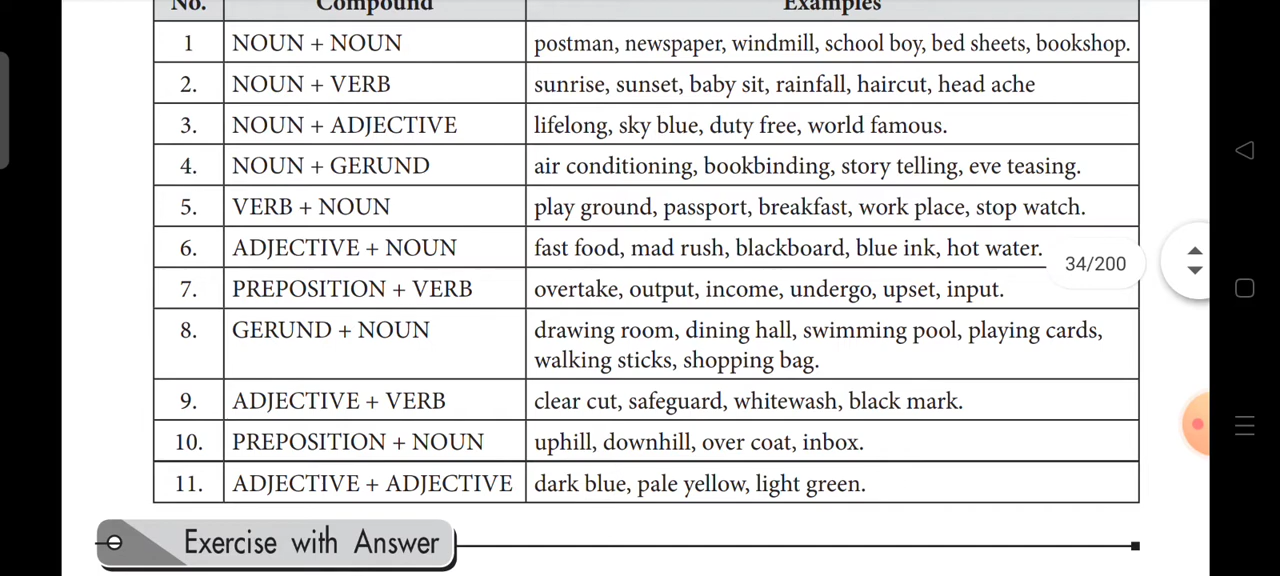 No. Compound Examples
1 NOUN + NOUN postman, newspaper, windmill, school boy, bed sheets, bookshop.
2. NOUN + VERB sunrise, sunset, baby sit, rainfall, haircut, head ache
3. NOUN + ADJECTIVE lifelong, sky blue, duty free, world famous.
4. NOUN + GERUND air conditioning, bookbinding, story telling, eve teasing.
5. VERB + NOUN play ground, passport, breakfast, work place, stop watch.
6. ADJECTIVE + NOUN fast food, mad rush, blackboard, blue ink, hot water.
34/200
7. PREPOSITION + VERB overtake, output, income, undergo, upset, input.
8. GERUND + NOUN drawing room, dining hall, swimming pool, playing cards,
walking sticks, shopping bag.
9. ADJECTIVE + VERB clear cut, safeguard, whitewash, black mark.
10. PREPOSITION + NOUN uphill, downhill, over coat, inbox.
11. ADJECTIVE + ADJECTIVE dark blue, pale yellow, light green.
Exercise with Answer